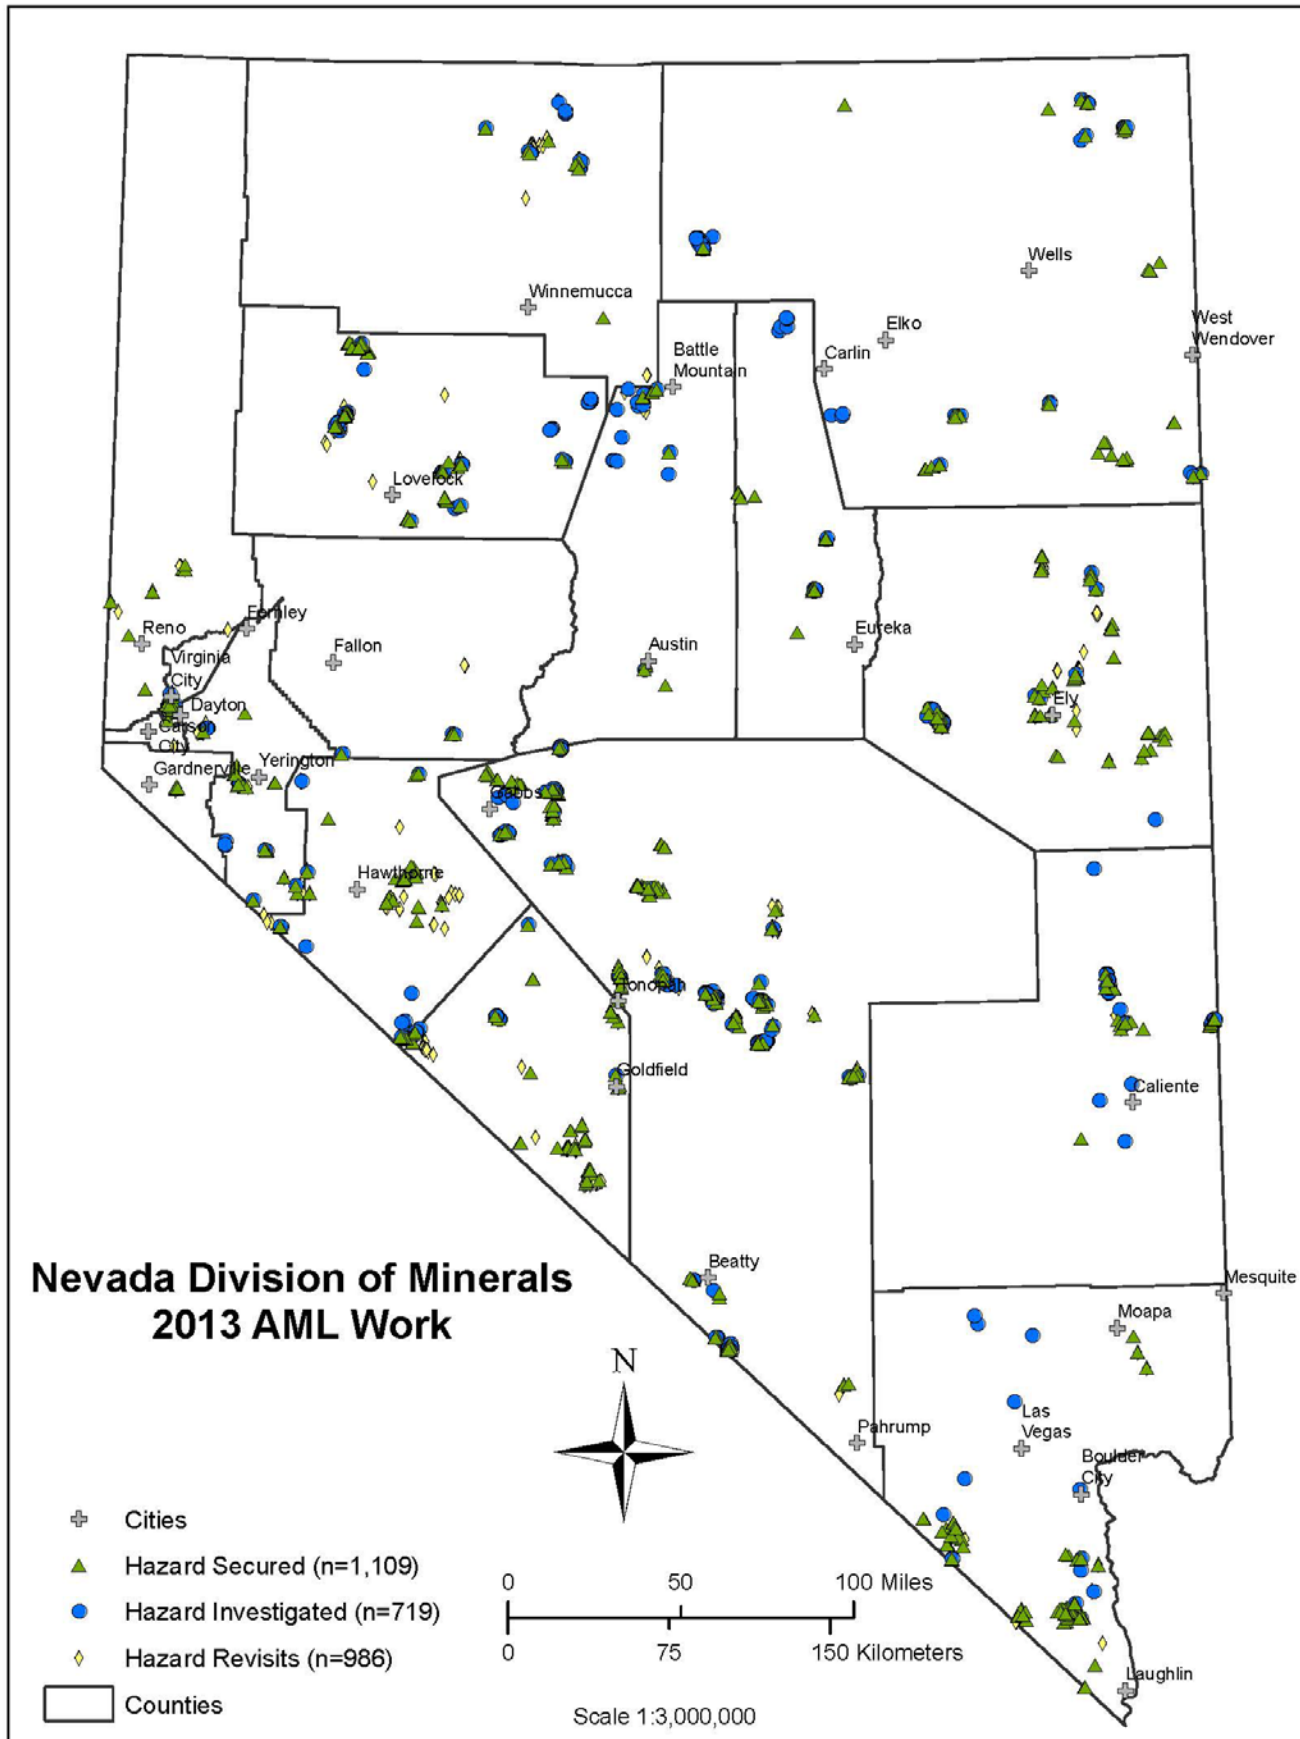 Wells
Winnemucca
West
Wendover
Elko
Carlin
Battle
Mountain
Lovelock
Fernley
Reno
Fallon
Austin
Eureka
Virginia
City
Dayton
Ely
Carson
City
Yerington
Gardnerville
Gabbs
Hawthorne
Tonopah
Goldfield
Caliente
Beatty
Mesquite
Moapa
Las
Vegas
Pahrump
Boulder
City
Laughlin
Nevada Division of Minerals
2013 AML Work
N
Cities
Hazard Secured (n=1,109)
Hazard Investigated (n=719)
Hazard Revisits (n=986)
Counties
0 50 100 Miles
0 75 150 Kilometers
Scale 1:3,000,000